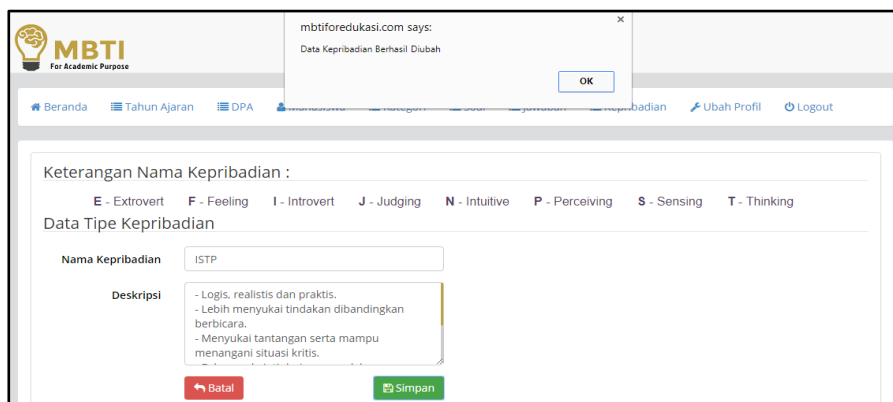 MBTI
For Academic Purpose
mbtiforedukasi.com says:
×
Data Kepribadian Berhasil Diubah
OK
Beranda Tahun Ajaran DPA Ubah Profil Logout
Keterangan Nama Kepribadian :
E - Extrovert F - Feeling I - Introvert J - Judging N - Intuitive P - Perceiving S - Sensing T - Thinking
Data Tipe Kepribadian
Nama Kepribadian ISTP
Deskripsi - Logis, realistis dan praktis.
- Lebih menyukai tindakan dibandingkan
berbicara.
- Menyukai tantangan serta mampu
menangani situasi kritis.
Batal Simpan